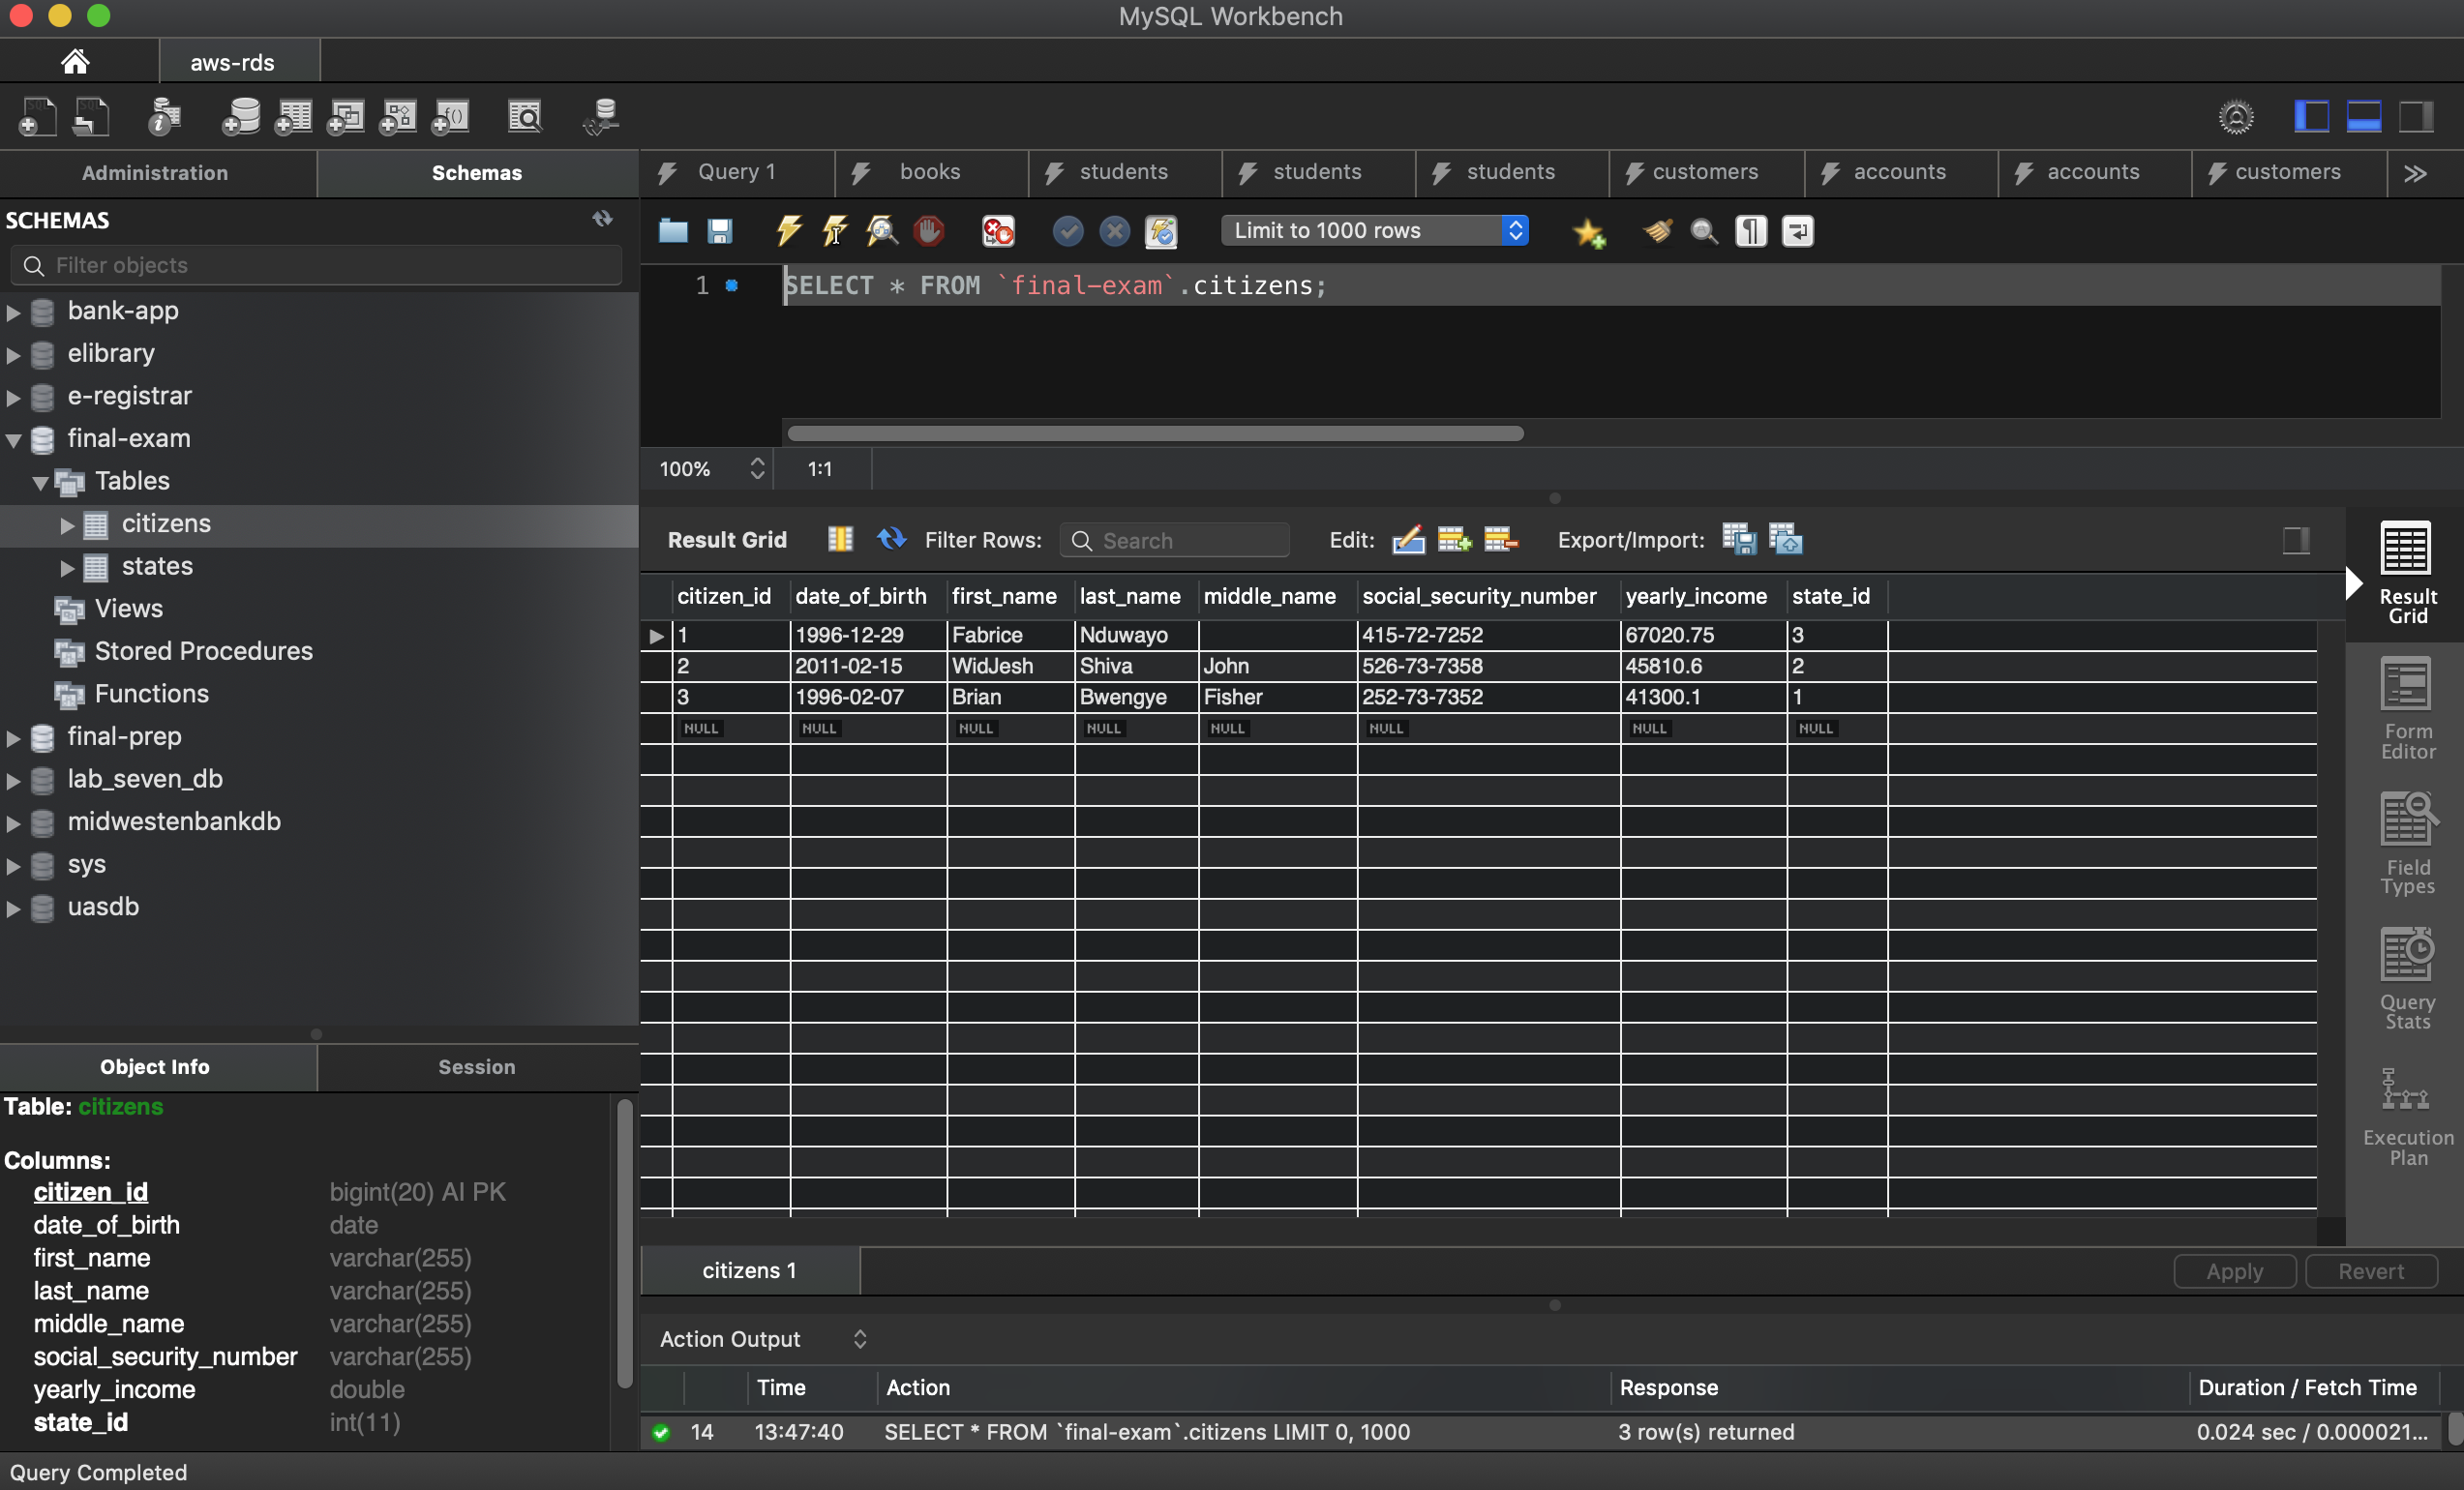 MySQL Workbench
aws-rds
Administration Schemas
Query 1 books students students students customers accounts accounts customers
SCHEMAS
Filter objects
Limit to 1000 rows
1 SELECT * FROM `final-exam`.citizens;
bank-app
elibrary
e-registrar
final-exam
Tables
citizens
states
Views
Stored Procedures
Functions
final-prep
lab_seven_db
midwestenbankdb
sys
uasdb
100% 1:1
Result Grid Filter Rows: Search Edit: Export/Import:
citizen_id date_of_birth first_name last_name middle_name social_security_number yearly_income state_id
1 1996-12-29 Fabrice Nduwayo 415-72-7252 67020.75 3
2 2011-02-15 WidJesh Shiva John 526-73-7358 45810.6 2
3 1996-02-07 Brian Bwengye Fisher 252-73-7352 41300.1 1
NULL NULL NULL NULL NULL NULL NULL NULL
Result
Grid
Form
Editor
Field
Types
Query
Stats
Execution
Plan
Object Info Session
Table: citizens
Columns:
citizen_id bigint(20) AI PK
date_of_birth date
first_name varchar(255)
last_name varchar(255)
middle_name varchar(255)
social_security_number varchar(255)
yearly_income double
state_id int(11)
citizens 1 Apply Revert
Action Output
Time Action Response Duration / Fetch Time
14 13:47:40 SELECT * FROM `final-exam`.citizens LIMIT 0, 1000 3 row(s) returned 0.024 sec / 0.000021...
Query Completed